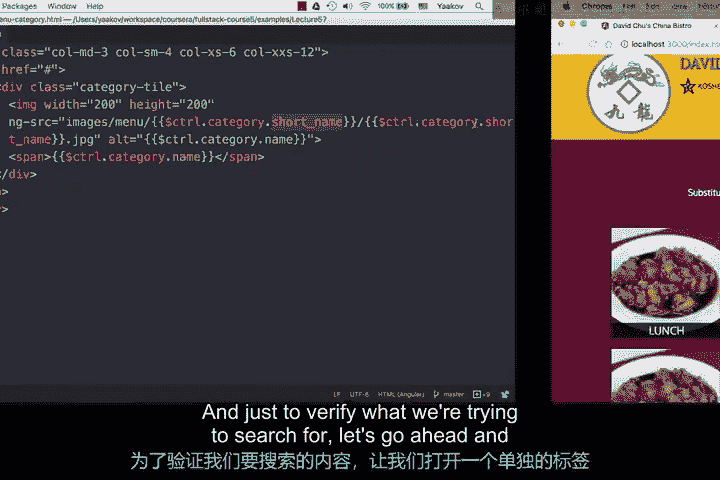 Packages Window Help 100% Yaakov
nu-category.html — /Users/yaakov/workspace/coursera/fullstack-course5/examples/Lecture57
David Chu's China Bistro
localhost:3000/index.h
class="col-md-3 col-sm-4 col-xs-6 col-xxs-12">
href="#">
div class="category-tile">
<img width="200" height="200"
ng-src="images/menu/{{$ctrl.category.short_name}}/{{$ctrl.category.shor
t_name}}.jpg" alt="{{$ctrl.category.name}}">
<span>{{$ctrl.category.name}}</span>
/div>
>
>
DAVID
九龍
KOSHE
Substitu
LUNCH
LF UTF-8 HTML (Angular) master +9
And just to verify what we're trying
to search for, let's go ahead and
为了验证我们要搜索的内容，让我们打开一个单独的标签